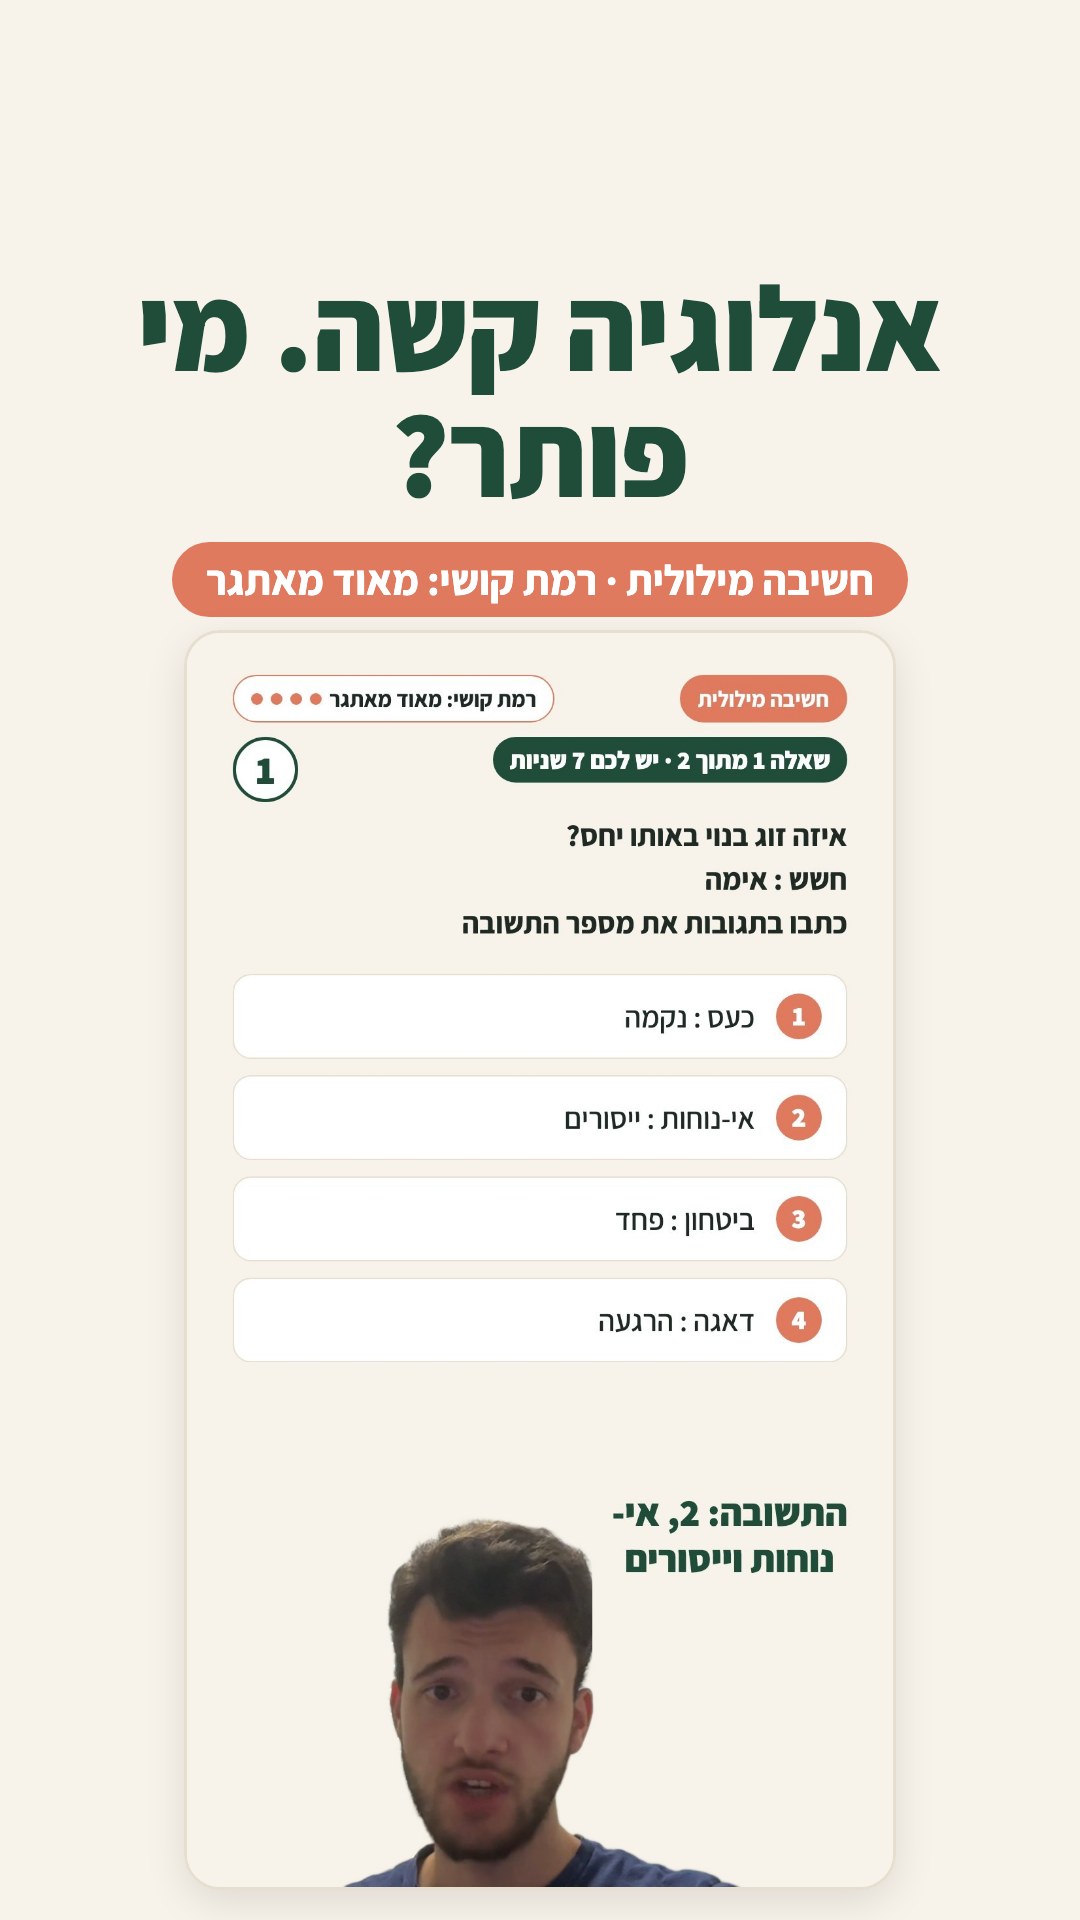 אנלוגיה קשה. מי
פותר?
חשיבה מילולית · רמת קושי: מאוד מאתגר
חשיבה מילולית
רמת קושי: מאוד מאתגר
שאלה 1 מתוך 2 · יש לכם 7 שניות
1
איזה זוג בנוי באותו יחס?
חשש : אימה
כתבו בתגובות את מספר התשובה
1 כעס : נקמה
2 אי-נוחות : ייסורים
3 ביטחון : פחד
4 דאגה : הרגעה
התשובה: 2, אי-
נוחות וייסורים